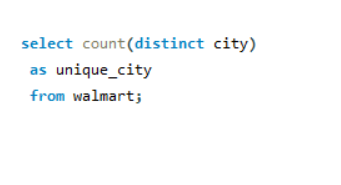 select count(distinct city)
as unique_city
from walmart;